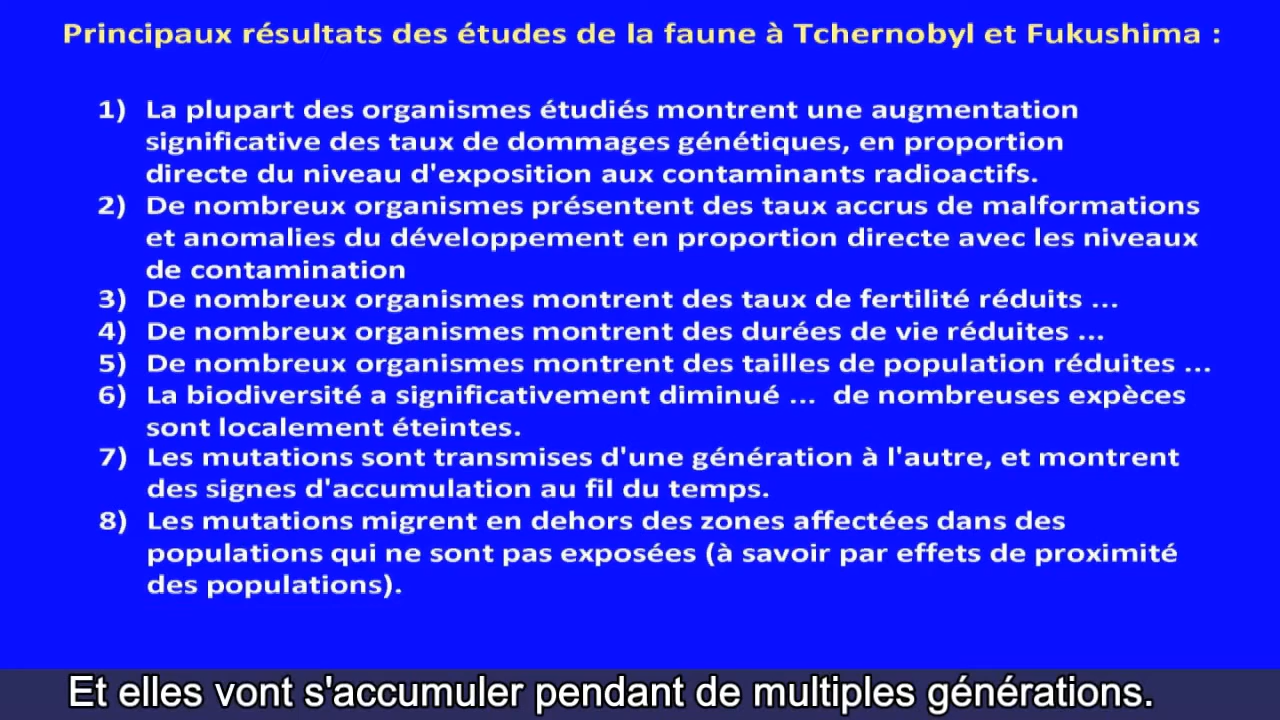 Principaux résultats des études de la faune à Tchernobyl et Fukushima :
1) La plupart des organismes étudiés montrent une augmentation
significative des taux de dommages génétiques, en proportion
directe du niveau d'exposition aux contaminants radioactifs.
2) De nombreux organismes présentent des taux accrus de malformations
et anomalies du développement en proportion directe avec les niveaux
de contamination
3) De nombreux organismes montrent des taux de fertilité réduits ...
4) De nombreux organismes montrent des durées de vie réduites ...
5) De nombreux organismes montrent des tailles de population réduites ...
6) La biodiversité a significativement diminué ... de nombreuses expèces
sont localement éteintes.
7) Les mutations sont transmises d'une génération à l'autre, et montrent
des signes d'accumulation au fil du temps.
8) Les mutations migrent en dehors des zones affectées dans des
populations qui ne sont pas exposées (à savoir par effets de proximité
des populations).
Et elles vont s'accumuler pendant de multiples générations.